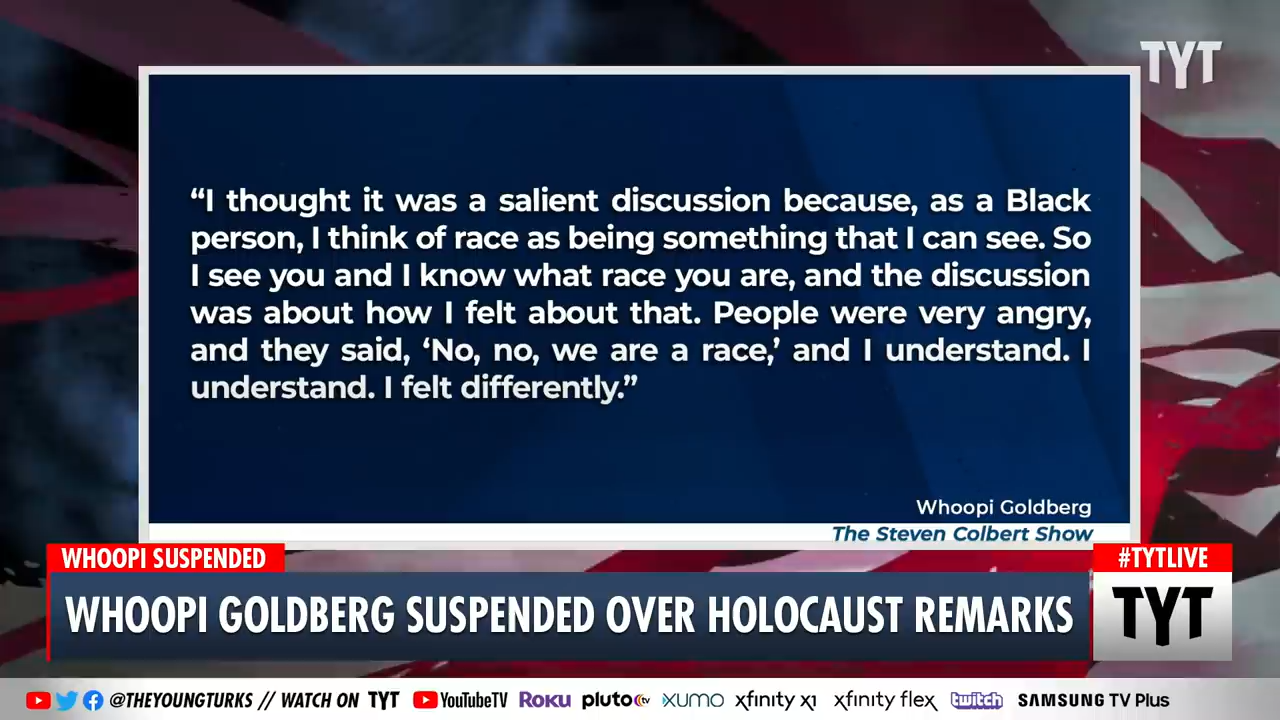 TYT
“I thought it was a salient discussion because, as a Black
person, I think of race as being something that I can see. So
I see you and I know what race you are, and the discussion
was about how I felt about that. People were very angry,
and they said, ‘No, no, we are a race,’ and I understand. I
understand. I felt differently.”
Whoopi Goldberg
The Steven Colbert Show
WHOOPI SUSPENDED
#TYTLIVE
WHOOPI GOLDBERG SUSPENDED OVER HOLOCAUST REMARKS
TYT
@THEYOUNGTURKS // WATCH ON TYT YouTubeTV ROKU pluto tv XUMO xfinity x1 xfinity flex twitch SAMSUNG TV Plus